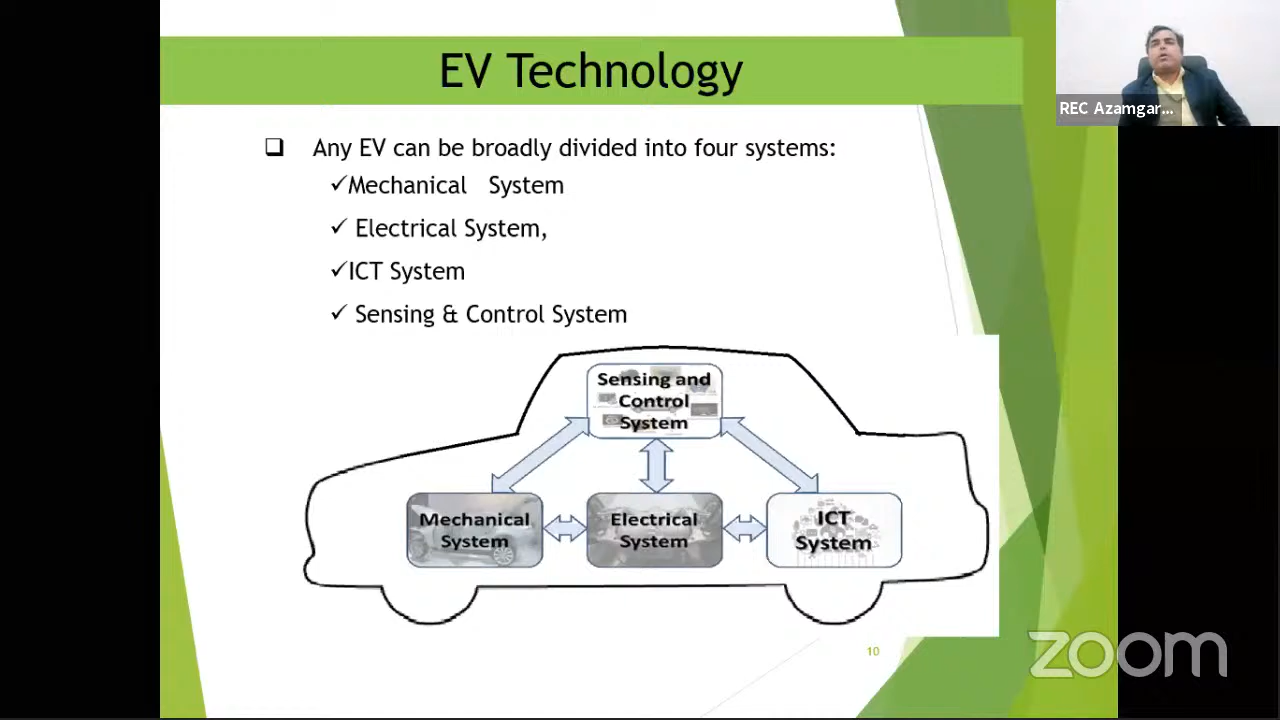 EV Technology
REC Azamgar...
❑ Any EV can be broadly divided into four systems:
✓Mechanical System
✓ Electrical System,
✓ICT System
✓ Sensing & Control System
Sensing and
Control
System
Mechanical
System
Electrical
System
ICT
System
10
zoom